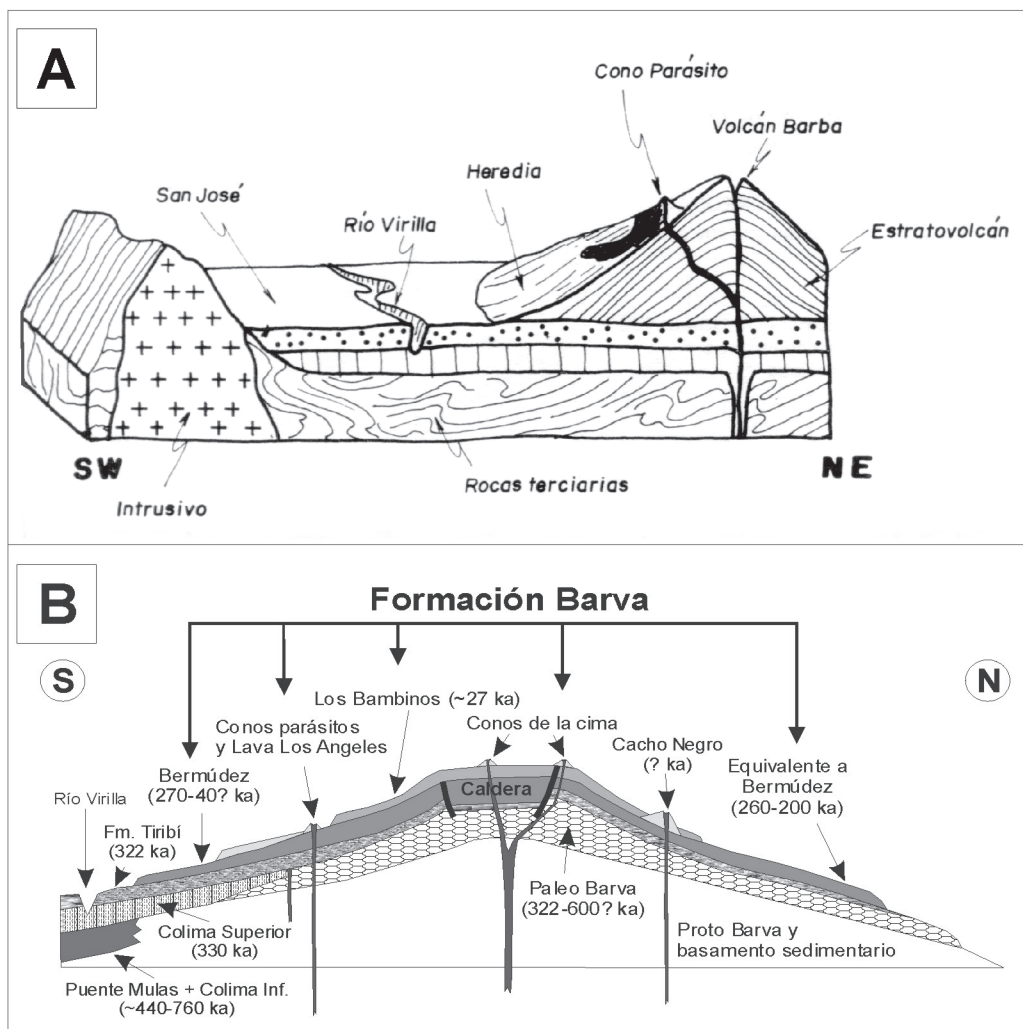 A
Cono Parásito
Volcán Barba
Heredia
San José
Río Virilla
Estratovolcán
SW
NE
Rocas terciarias
Intrusivo
B
Formación Barva
S
N
Los Bambinos (~27 ka)
Conos parásitos
y Lava Los Angeles
Conos de la cima
Cacho Negro
(? ka)
Bermúdez
(270-40? ka)
Equivalente a
Bermúdez
(260-200 ka)
Río Virilla
Caldera
Fm. Tiribí
(322 ka)
Paleo Barva
(322-600? ka)
Colima Superior
(330 ka)
Proto Barva y
basamento sedimentario
Puente Mulas + Colima Inf.
(~440-760 ka)